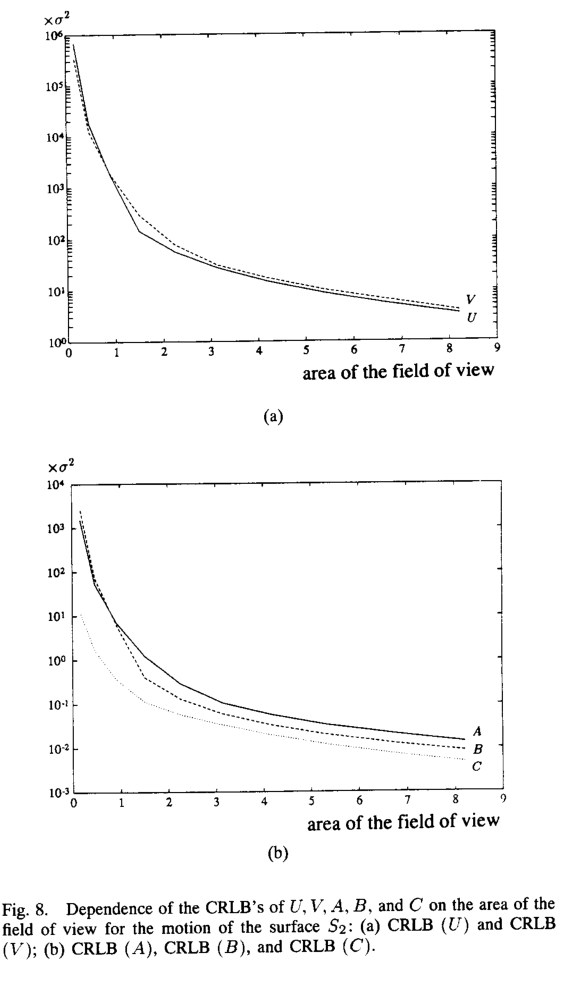 ×σ²
10⁶
10⁵
10⁴
10³
10²
10¹
10⁰
V
U
0 1 2 3 4 5 6 7 8 9
area of the field of view
(a)
×σ²
10⁴
10³
10²
10¹
10⁰
10⁻¹
10⁻²
10⁻³
A
B
C
0 1 2 3 4 5 6 7 8 9
area of the field of view
(b)
Fig. 8. Dependence of the CRLB's of U, V, A, B, and C on the area of the
field of view for the motion of the surface S₂: (a) CRLB (U) and CRLB
(V); (b) CRLB (A), CRLB (B), and CRLB (C).